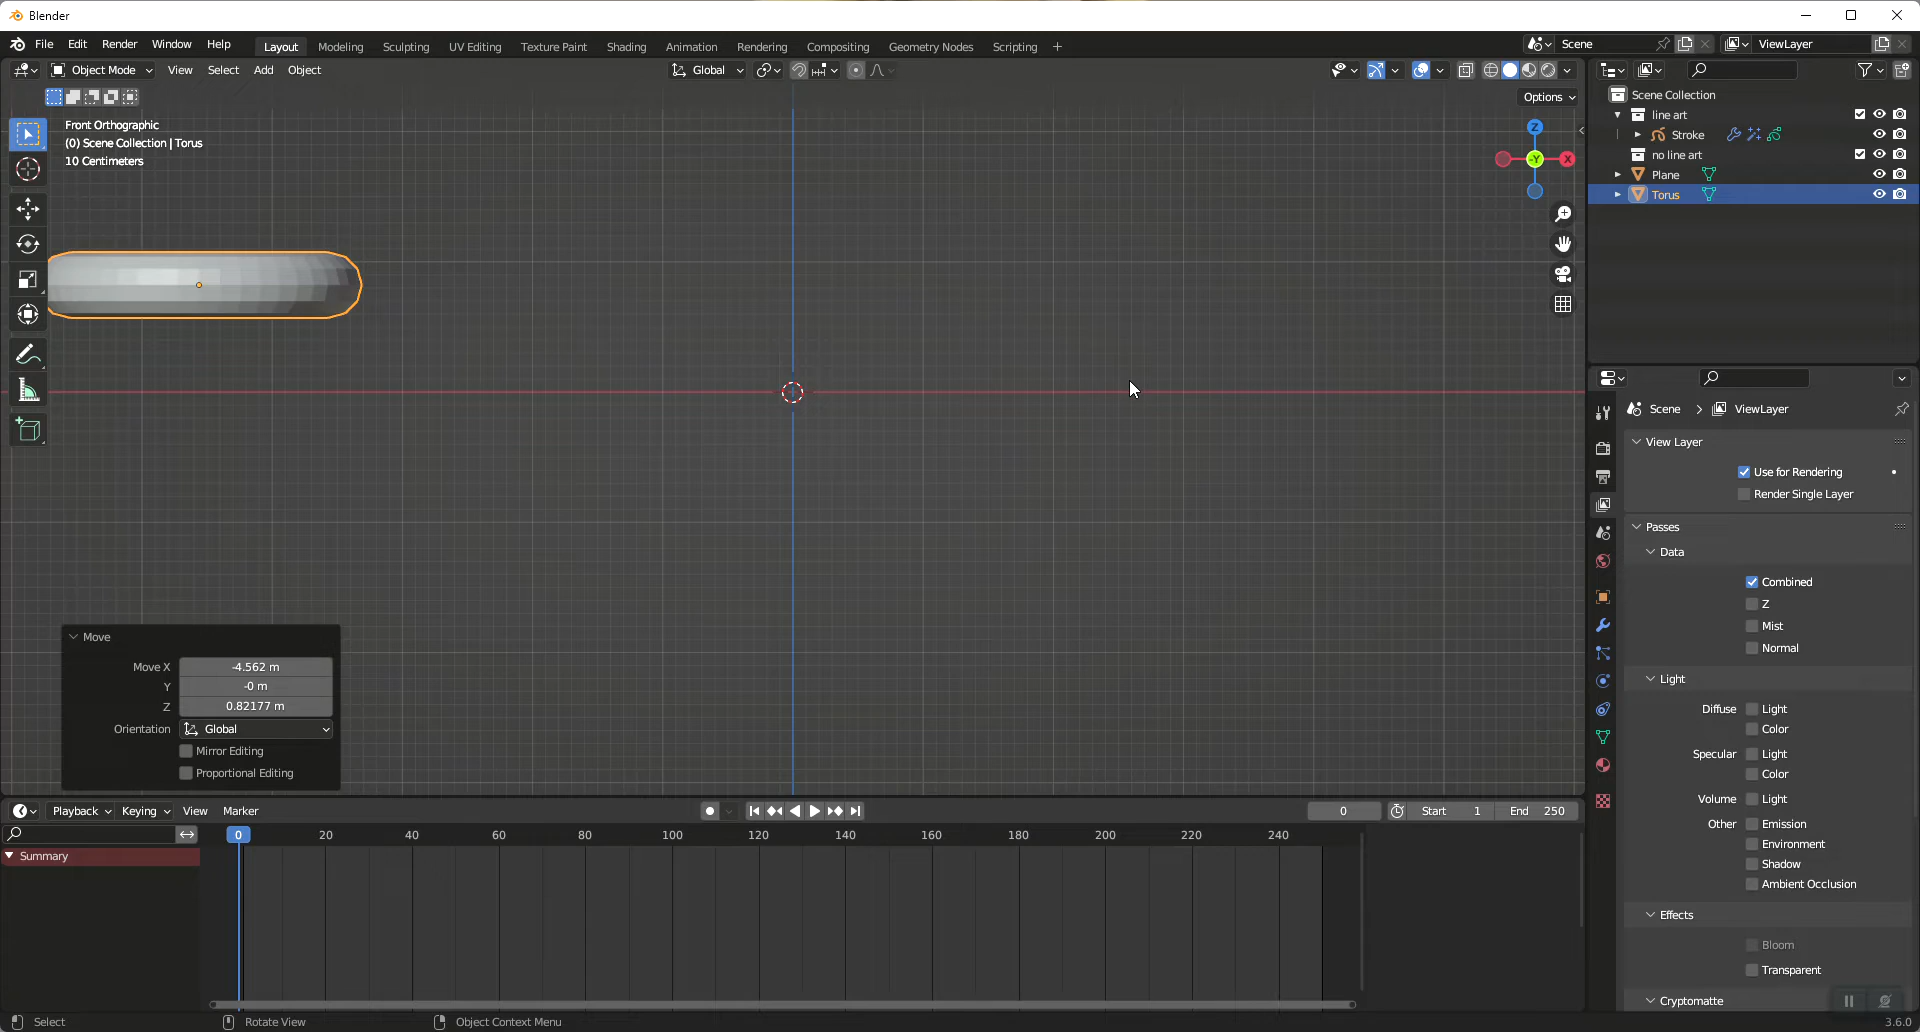 Blender
File Edit Render Window Help Layout Modeling Sculpting UV Editing Texture Paint Shading Animation Rendering Compositing Geometry Nodes Scripting + Scene ViewLayer
Object Mode View Select Add Object Global
Options
Front Orthographic
(0) Scene Collection | Torus
10 Centimeters
Z
-Y
X
Scene Collection
line art
Stroke
no line art
Plane
Torus
Scene > ViewLayer
View Layer
Use for Rendering
Render Single Layer
Passes
Data
Combined
Z
Mist
Normal
Light
Diffuse Light
Color
Specular Light
Color
Volume Light
Other Emission
Environment
Shadow
Ambient Occlusion
Effects
Bloom
Transparent
Cryptomatte
Move
Move X -4.562 m
Y -0 m
Z 0.82177 m
Orientation Global
Mirror Editing
Proportional Editing
Playback Keying View Marker 0 Start 1 End 250
0 20 40 60 80 100 120 140 160 180 200 220 240
Summary
Select Rotate View Object Context Menu 3.6.0